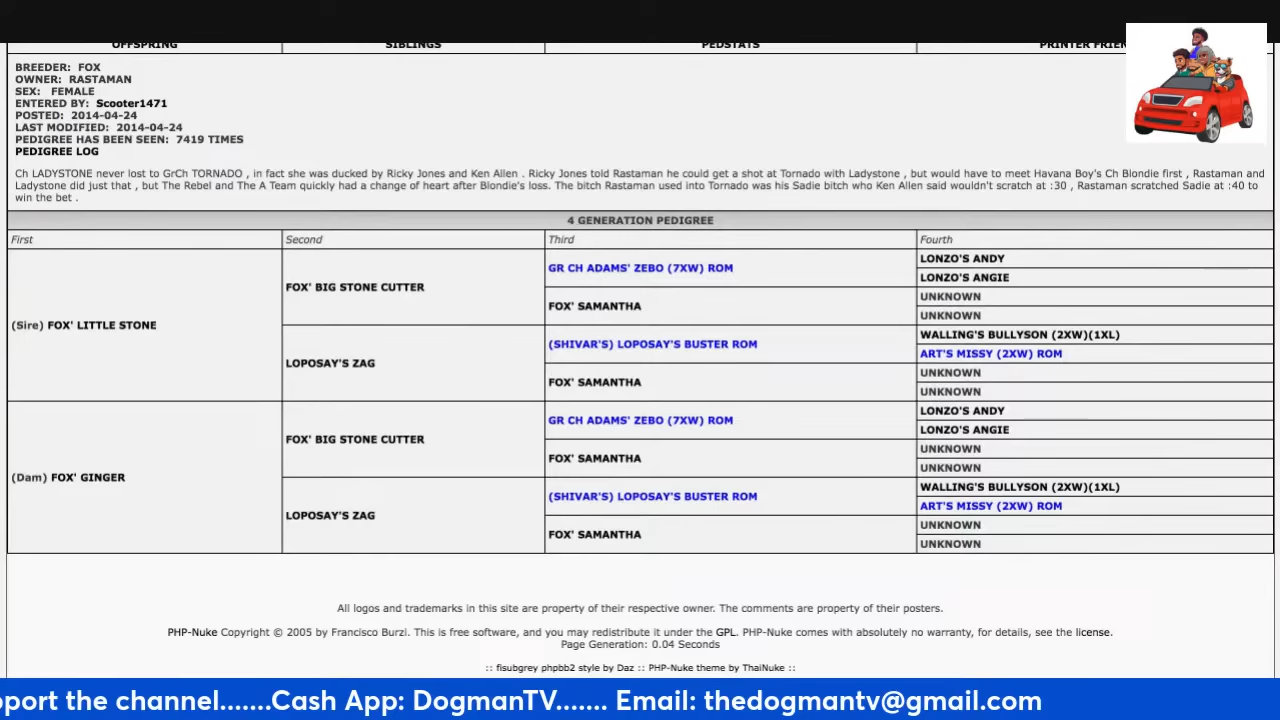 OFFSPRING SIBLINGS PEDSTATS PRINTER FRIEN
BREEDER: FOX
OWNER: RASTAMAN
SEX: FEMALE
ENTERED BY: Scooter1471
POSTED: 2014-04-24
LAST MODIFIED: 2014-04-24
PEDIGREE HAS BEEN SEEN: 7419 TIMES
PEDIGREE LOG
Ch LADYSTONE never lost to GrCh TORNADO , in fact she was ducked by Ricky Jones and Ken Allen . Ricky Jones told Rastaman he could get a shot at Tornado with Ladystone , but would have to meet Havana Boy's Ch Blondie first , Rastaman and
Ladystone did just that , but The Rebel and The A Team quickly had a change of heart after Blondie's loss. The bitch Rastaman used into Tornado was his Sadie bitch who Ken Allen said wouldn't scratch at :30 , Rastaman scratched Sadie at :40 to
win the bet .
4 GENERATION PEDIGREE
First Second Third Fourth
(Sire) FOX' LITTLE STONE
FOX' BIG STONE CUTTER
GR CH ADAMS' ZEBO (7XW) ROM
LONZO'S ANDY
LONZO'S ANGIE
FOX' SAMANTHA
UNKNOWN
UNKNOWN
LOPOSAY'S ZAG
(SHIVAR'S) LOPOSAY'S BUSTER ROM
WALLING'S BULLYSON (2XW)(1XL)
ART'S MISSY (2XW) ROM
FOX' SAMANTHA
UNKNOWN
UNKNOWN
(Dam) FOX' GINGER
FOX' BIG STONE CUTTER
GR CH ADAMS' ZEBO (7XW) ROM
LONZO'S ANDY
LONZO'S ANGIE
FOX' SAMANTHA
UNKNOWN
UNKNOWN
LOPOSAY'S ZAG
(SHIVAR'S) LOPOSAY'S BUSTER ROM
WALLING'S BULLYSON (2XW)(1XL)
ART'S MISSY (2XW) ROM
FOX' SAMANTHA
UNKNOWN
UNKNOWN
All logos and trademarks in this site are property of their respective owner. The comments are property of their posters.
PHP-Nuke Copyright © 2005 by Francisco Burzi. This is free software, and you may redistribute it under the GPL. PHP-Nuke comes with absolutely no warranty, for details, see the license.
Page Generation: 0.04 Seconds
:: fisubgrey phpbb2 style by Daz :: PHP-Nuke theme by ThaiNuke ::
pport the channel.......Cash App: DogmanTV....... Email: thedogmantv@gmail.com